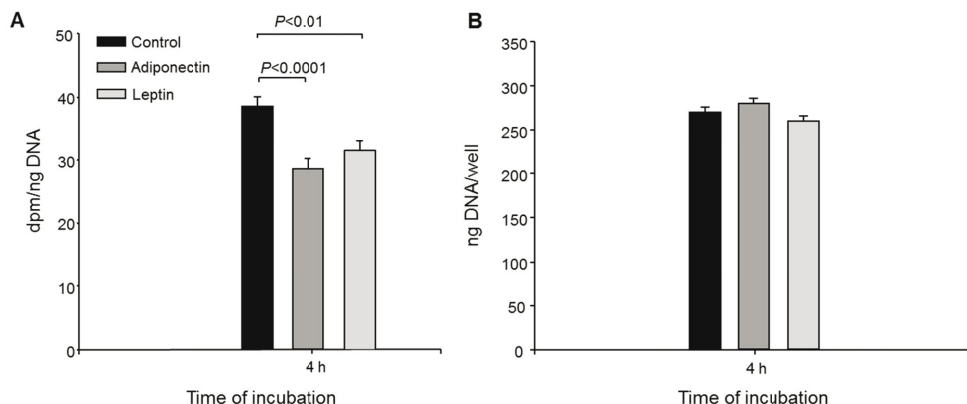 A
P<0.01
50
Control
Adiponectin
P<0.0001
Leptin
40
30
20
10
0
dpm/ng DNA
4 h
Time of incubation
B
350
300
250
200
150
100
50
0
ng DNA/well
4 h
Time of incubation